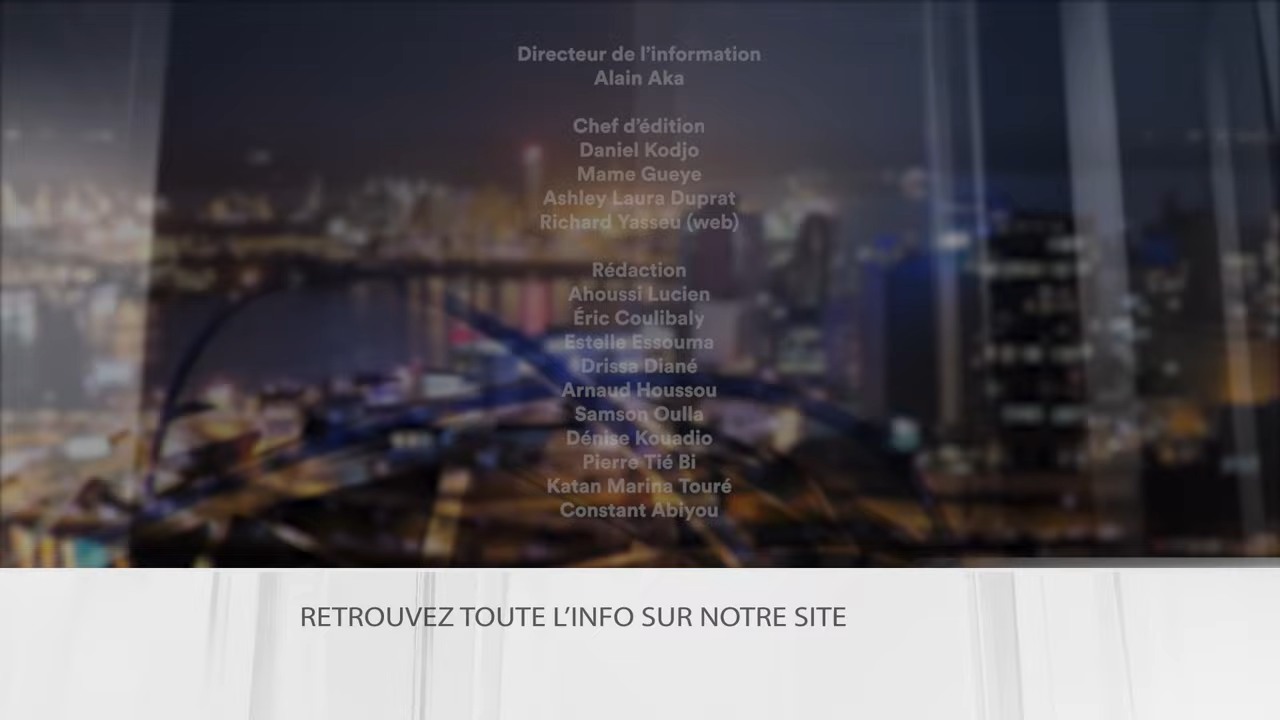 Directeur de l’information
Alain Aka
Chef d’édition
Daniel Kodjo
Mame Gueye
Ashley Laura Duprat
Richard Yasseu (web)
Rédaction
Ahoussi Lucien
Éric Coulibaly
Estelle Essouma
Drissa Diané
Arnaud Houssou
Samson Oulla
Dénise Kouadio
Pierre Tié Bi
Katan Marina Touré
Constant Abiyou
RETROUVEZ TOUTE L’INFO SUR NOTRE SITE